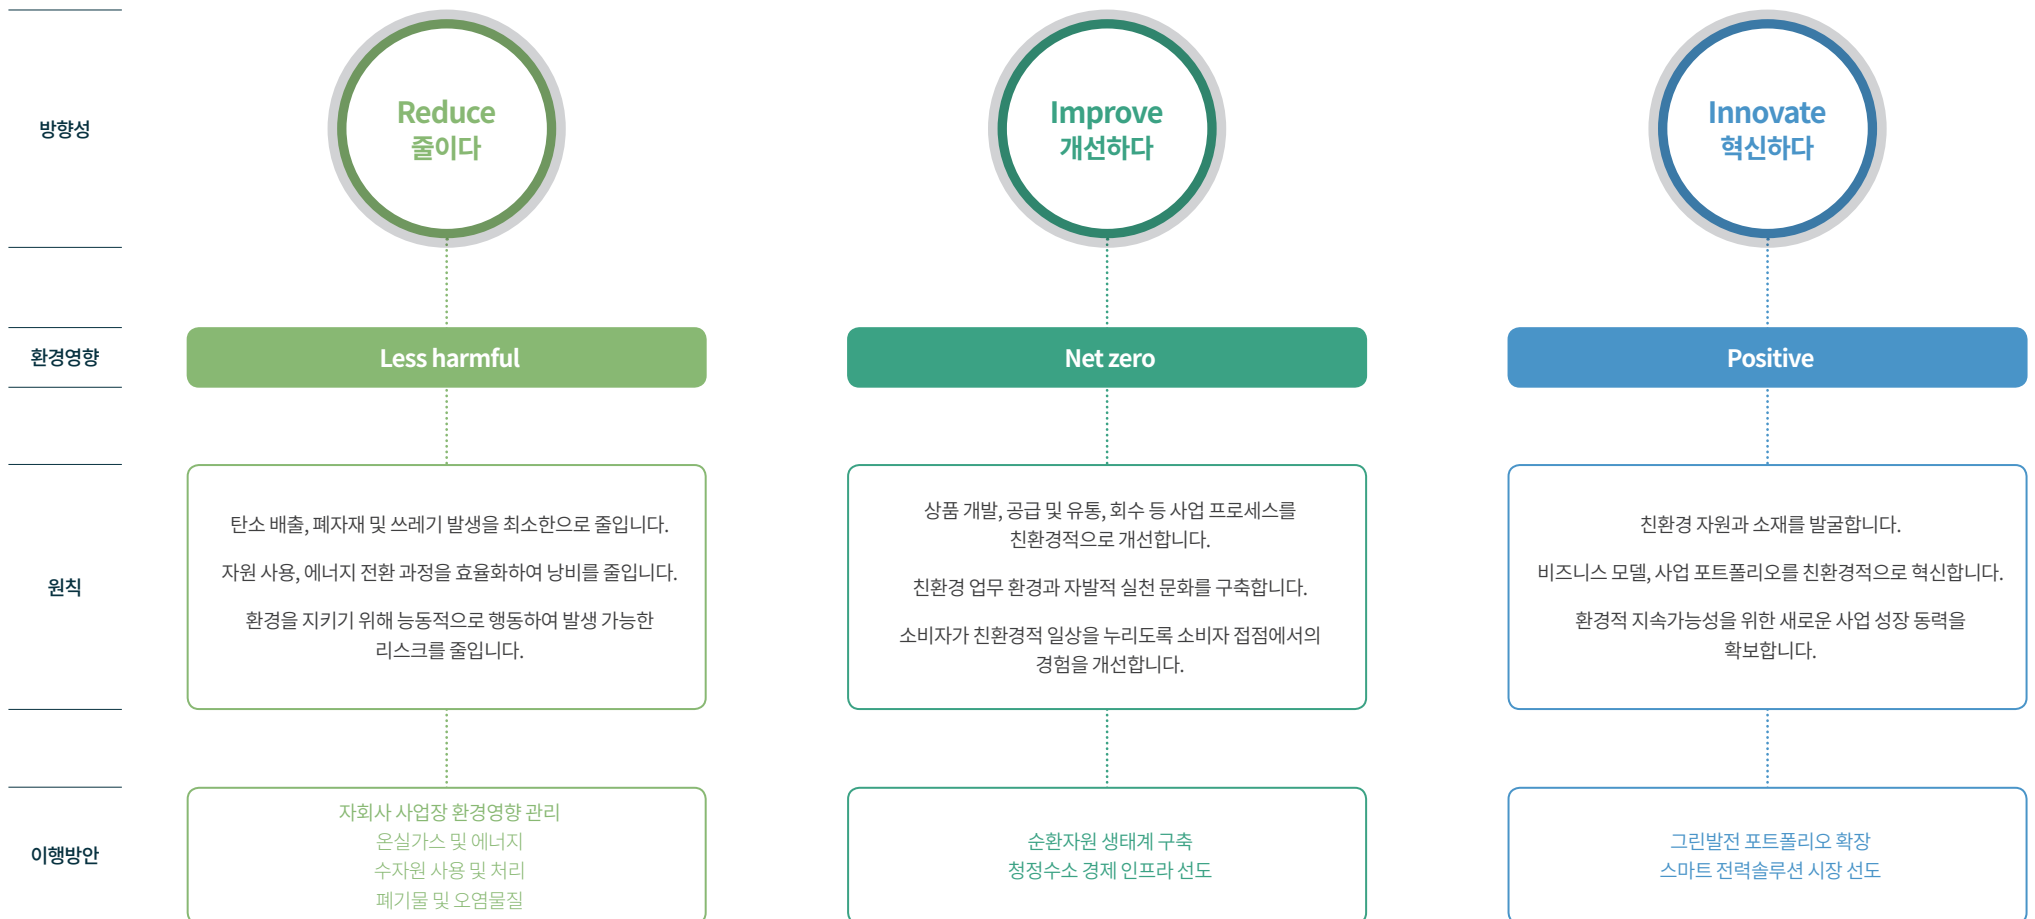 방향성
Reduce
줄이다
Improve
개선하다
Innovate
혁신하다
환경영향
Less harmful
Net zero
Positive
원칙
탄소 배출, 폐자재 및 쓰레기 발생을 최소한으로 줄입니다.
자원 사용, 에너지 전환 과정을 효율화하여 낭비를 줄입니다.
환경을 지키기 위해 능동적으로 행동하여 발생 가능한
리스크를 줄입니다.
상품 개발, 공급 및 유통, 회수 등 사업 프로세스를
친환경적으로 개선합니다.
친환경 업무 환경과 자발적 실천 문화를 구축합니다.
소비자가 친환경적 일상을 누리도록 소비자 접점에서의
경험을 개선합니다.
친환경 자원과 소재를 발굴합니다.
비즈니스 모델, 사업 포트폴리오를 친환경적으로 혁신합니다.
환경적 지속가능성을 위한 새로운 사업 성장 동력을
확보합니다.
이행방안
자회사 사업장 환경영향 관리
온실가스 및 에너지
수자원 사용 및 처리
폐기물 및 오염물질
순환자원 생태계 구축
청정수소 경제 인프라 선도
그린발전 포트폴리오 확장
스마트 전력솔루션 시장 선도